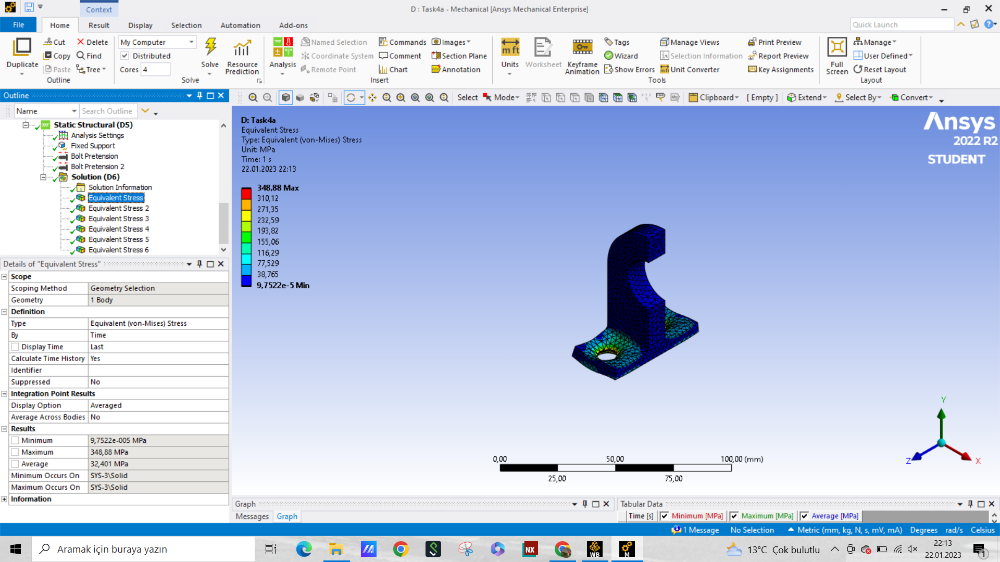 Context
D : Task4a - Mechanical [Ansys Mechanical Enterprise]
File
Home
Result
Display
Selection
Automation
Add-ons
Quick Launch
Duplicate
Cut
Copy
Paste
Delete
Find
Tree
Outline
My Computer
Distributed
Cores 4
Solve
Resource Prediction
Solve
Analysis
Named Selection
Coordinate System
Remote Point
Commands
Comment
Chart
Images
Section Plane
Annotation
Insert
Units
Worksheet
Keyframe Animation
Tags
Wizard
Show Errors
Manage Views
Selection Information
Unit Converter
Print Preview
Report Preview
Key Assignments
Tools
Full Screen
Manage
User Defined
Reset Layout
Layout
Outline
Name
Search Outline
Select
Mode
Clipboard
[ Empty ]
Extend
Select By
Convert
Static Structural (D5)
Analysis Settings
Fixed Support
Bolt Pretension
Bolt Pretension 2
Solution (D6)
Solution Information
Equivalent Stress
Equivalent Stress 2
Equivalent Stress 3
Equivalent Stress 4
Equivalent Stress 5
Equivalent Stress 6
Details of "Equivalent Stress"
Scope
Scoping Method Geometry Selection
Geometry 1 Body
Definition
Type Equivalent (von-Mises) Stress
By Time
Display Time Last
Calculate Time History Yes
Identifier
Suppressed No
Integration Point Results
Display Option Averaged
Average Across Bodies No
Results
Minimum 9,7522e-005 MPa
Maximum 348,88 MPa
Average 32,401 MPa
Minimum Occurs On SYS-3\Solid
Maximum Occurs On SYS-3\Solid
Information
D: Task4a
Equivalent Stress
Type: Equivalent (von-Mises) Stress
Unit: MPa
Time: 1 s
22.01.2023 22:13
348,88 Max
310,12
271,35
232,59
193,82
155,06
116,29
77,529
38,765
9,7522e-5 Min
Ansys
2022 R2
STUDENT
0,00 50,00 100,00 (mm)
25,00 75,00
Y
Z
X
Graph
Messages
Graph
Tabular Data
Time [s] Minimum [MPa] Maximum [MPa] Average [MPa]
1 Message
No Selection
Metric (mm, kg, N, s, mV, mA)
Degrees
rad/s
Celsius
Aramak için buraya yazın
NX
WB
M
13°C Çok bulutlu
22:13
22.01.2023
1